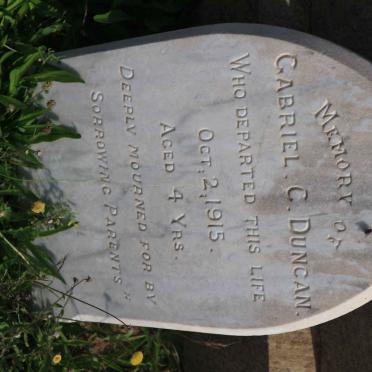 MEMORY OF
GABRIEL. C. DUNCAN.
WHO DEPARTED THIS LIFE
OCT: 2, 1915.
AGED 4 YRS.
DEEPLY MOURNED FOR BY
SORROWING PARENTS